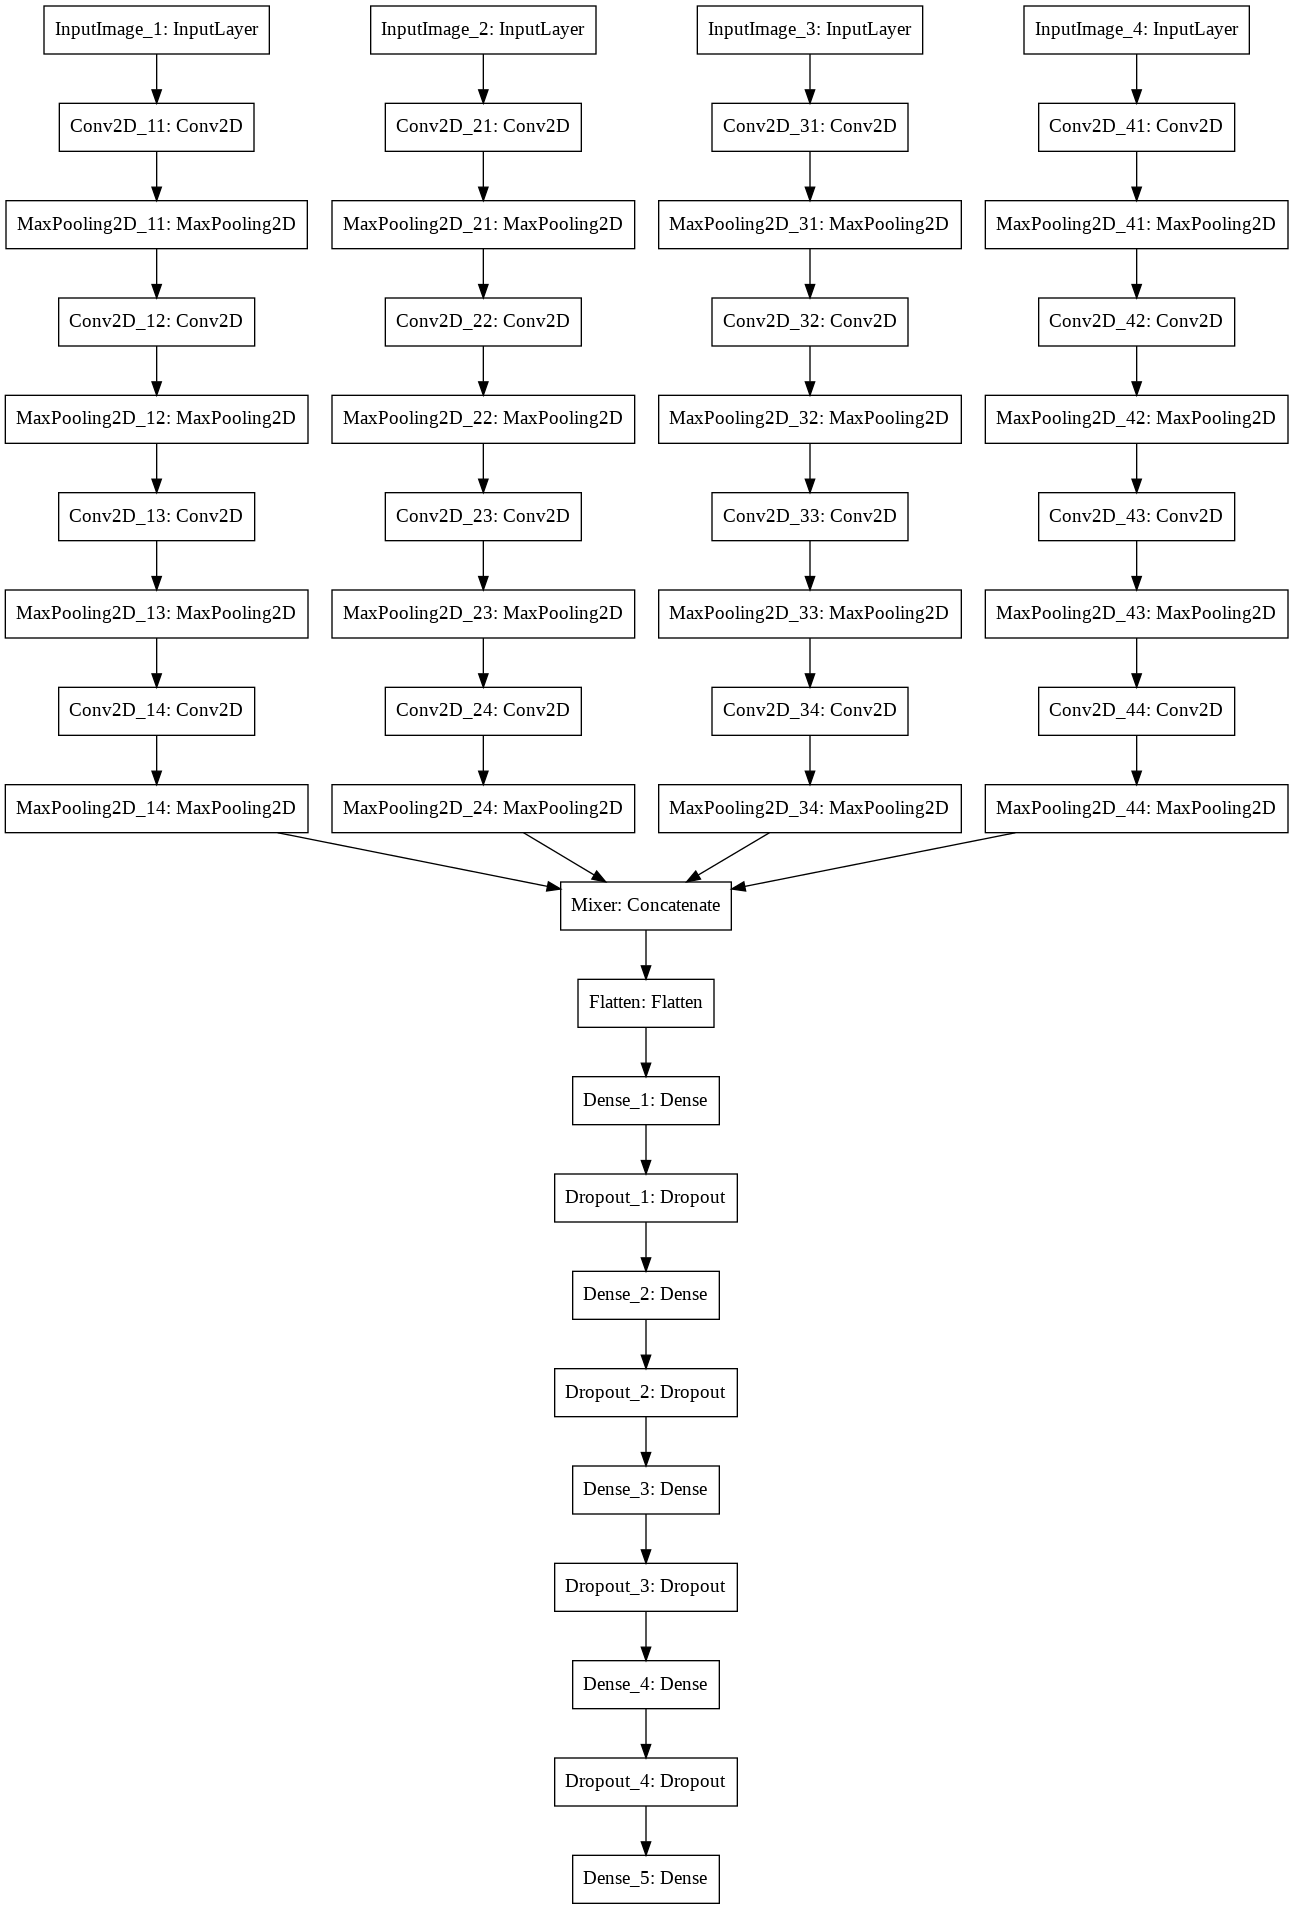 InputImage_1: InputLayer
InputImage_2: InputLayer
InputImage_3: InputLayer
InputImage_4: InputLayer
Conv2D_11: Conv2D
Conv2D_21: Conv2D
Conv2D_31: Conv2D
Conv2D_41: Conv2D
MaxPooling2D_11: MaxPooling2D
MaxPooling2D_21: MaxPooling2D
MaxPooling2D_31: MaxPooling2D
MaxPooling2D_41: MaxPooling2D
Conv2D_12: Conv2D
Conv2D_22: Conv2D
Conv2D_32: Conv2D
Conv2D_42: Conv2D
MaxPooling2D_12: MaxPooling2D
MaxPooling2D_22: MaxPooling2D
MaxPooling2D_32: MaxPooling2D
MaxPooling2D_42: MaxPooling2D
Conv2D_13: Conv2D
Conv2D_23: Conv2D
Conv2D_33: Conv2D
Conv2D_43: Conv2D
MaxPooling2D_13: MaxPooling2D
MaxPooling2D_23: MaxPooling2D
MaxPooling2D_33: MaxPooling2D
MaxPooling2D_43: MaxPooling2D
Conv2D_14: Conv2D
Conv2D_24: Conv2D
Conv2D_34: Conv2D
Conv2D_44: Conv2D
MaxPooling2D_14: MaxPooling2D
MaxPooling2D_24: MaxPooling2D
MaxPooling2D_34: MaxPooling2D
MaxPooling2D_44: MaxPooling2D
Mixer: Concatenate
Flatten: Flatten
Dense_1: Dense
Dropout_1: Dropout
Dense_2: Dense
Dropout_2: Dropout
Dense_3: Dense
Dropout_3: Dropout
Dense_4: Dense
Dropout_4: Dropout
Dense_5: Dense